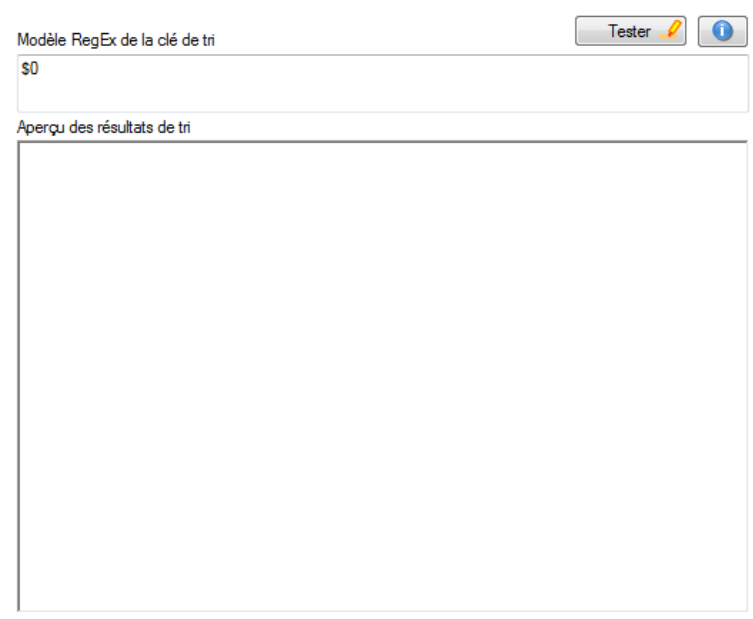 Modèle RegEx de la clé de tri
Tester
$0
Aperçu des résultats de tri